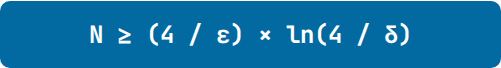 N ≥ (4 / ε) × ln(4 / δ)